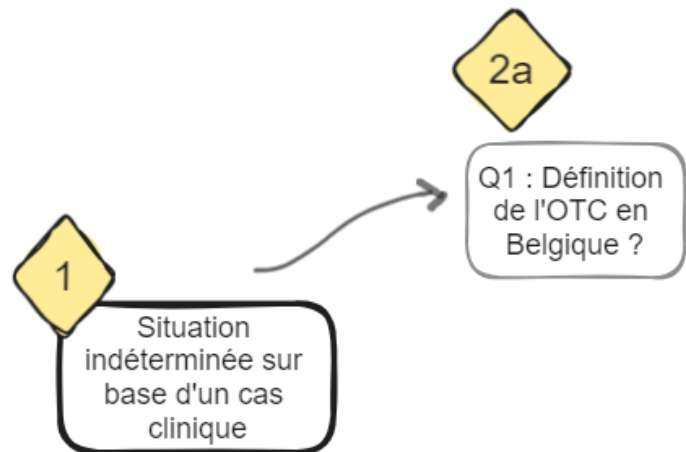 2a
Q1 : Définition
de l'OTC en
Belgique ?
1
Situation
indéterminée sur
base d'un cas
clinique